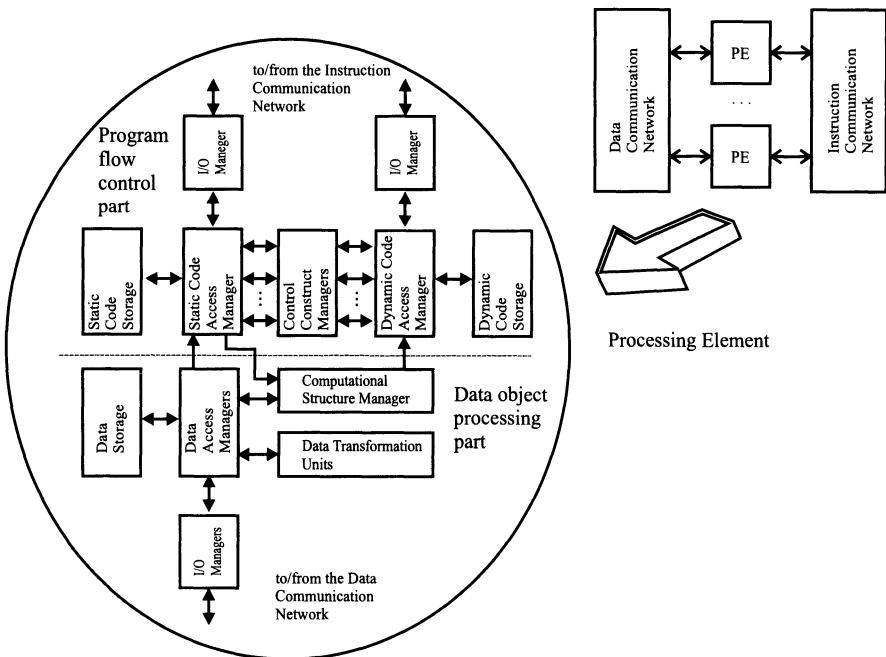 to/from the Instruction
Communication
Network
Program
flow
control
part
I/O
Maneger
I/O
Manager
Static Code
Storage
Static Code
Access
Manager
Control
Construct
Managers
Dynamic Code
Access
Manager
Dynamic
Code
Storage
Data
Storage
Data
Access
Managers
Computational
Structure Manager
Data Transformation
Units
Data object
processing
part
I/O
Managers
to/from the Data
Communication
Network
Data
Communication
Network
PE
...
PE
Instruction
Communication
Network
Processing Element